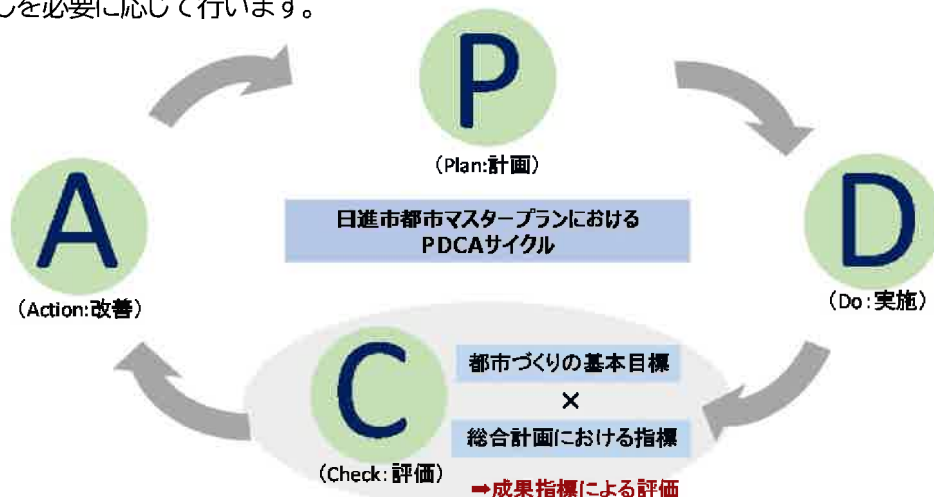 しを必要に応じて行います。
P
(Plan:計画)
A
(Action:改善)
日進市都市マスタープランにおける
PDCAサイクル
D
(Do:実施)
C
(Check:評価)
都市づくりの基本目標
×
総合計画における指標
➡成果指標による評価